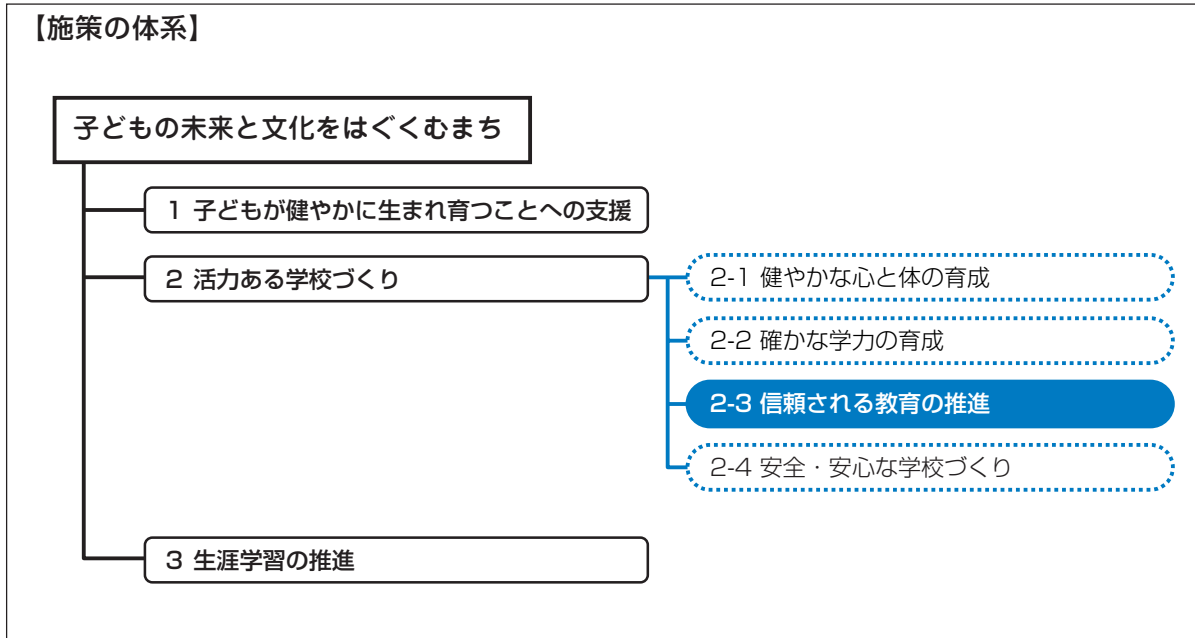 【施策の体系】
子どもの未来と文化をはぐくむまち
1 子どもが健やかに生まれ育つことへの支援
2 活力ある学校づくり
2-1 健やかな心と体の育成
2-2 確かな学力の育成
2-3 信頼される教育の推進
2-4 安全・安心な学校づくり
3 生涯学習の推進